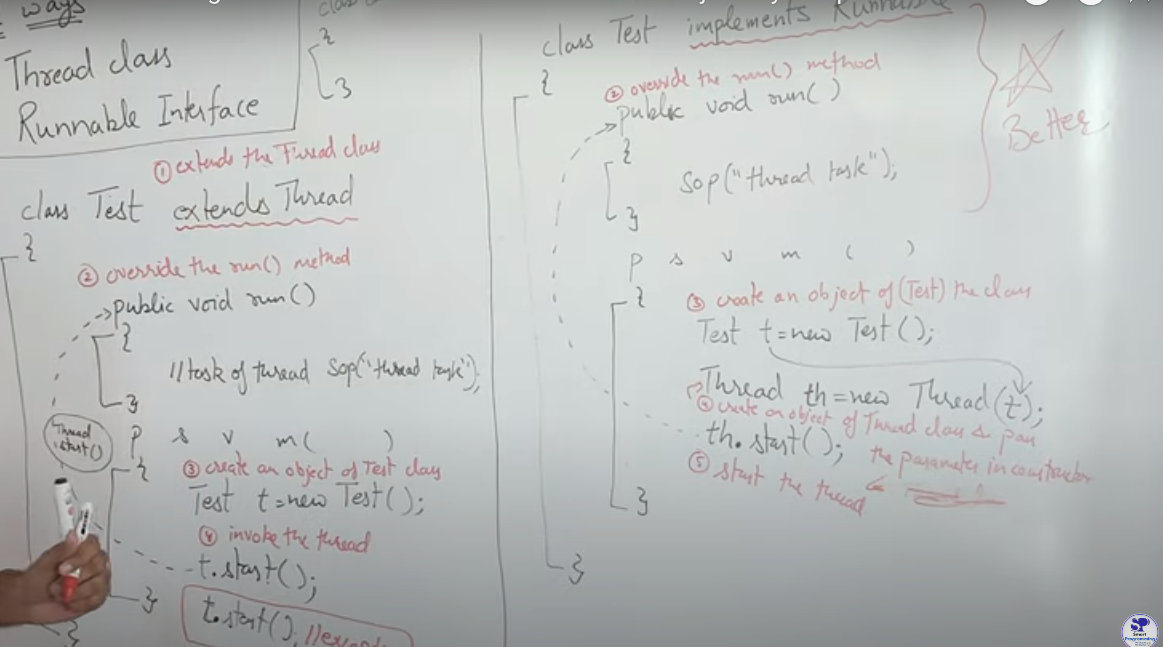 ways
Thread class
Runnable Interface
class
{
}
① extends the Thread class
class Test extends Thread
{
② override the run() method
public void run()
{
//task of thread Sop("thread task");
}
Thread
start()
p s v m( )
{
③ create an object of Test class
Test t=new Test();
④ invoke the thread
t.start();
t.start();
}
}
class Test implements Runnable
{
② override the run() method
public void run()
{
Sop("thread task");
}
p s v m ( )
{
③ create an object of (Test) the class
Test t=new Test();
Thread th=new Thread(t);
④ create an object of Thread class & pass
the parameter in constructor
th.start();
⑤ start the thread
}
}
Better
Smart
Programming